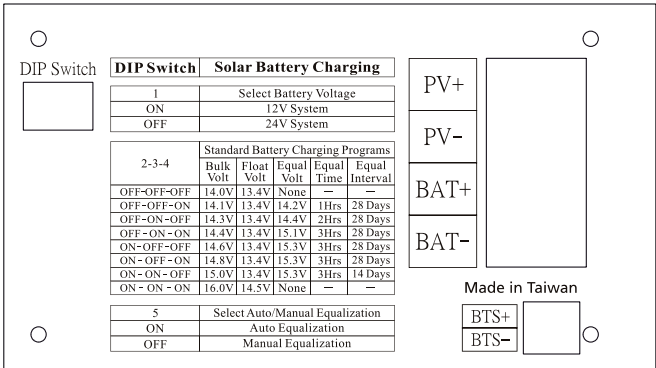 DIP Switch
DIP Switch Solar Battery Charging
1 Select Battery Voltage
ON 12V System
OFF 24V System
2-3-4 Standard Battery Charging Programs
Bulk Volt Float Volt Equal Volt Equal Time Equal Interval
OFF-OFF-OFF 14.0V 13.4V None — —
OFF-OFF-ON 14.1V 13.4V 14.2V 1Hrs 28 Days
OFF-ON-OFF 14.3V 13.4V 14.4V 2Hrs 28 Days
OFF - ON - ON 14.4V 13.4V 15.1V 3Hrs 28 Days
ON-OFF-OFF 14.6V 13.4V 15.3V 3Hrs 28 Days
ON - OFF - ON 14.8V 13.4V 15.3V 3Hrs 28 Days
ON - ON - OFF 15.0V 13.4V 15.3V 3Hrs 14 Days
ON - ON - ON 16.0V 14.5V None — —
5 Select Auto/Manual Equalization
ON Auto Equalization
OFF Manual Equalization
PV+
PV-
BAT+
BAT-
Made in Taiwan
BTS+
BTS-